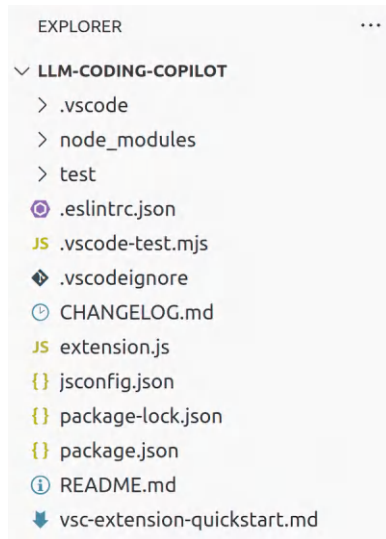 EXPLORER ...
LLM-CODING-COPILOT
.vscode
node_modules
test
.eslintrc.json
JS .vscode-test.mjs
.vscodeignore
CHANGELOG.md
JS extension.js
{} jsconfig.json
{} package-lock.json
{} package.json
README.md
vsc-extension-quickstart.md